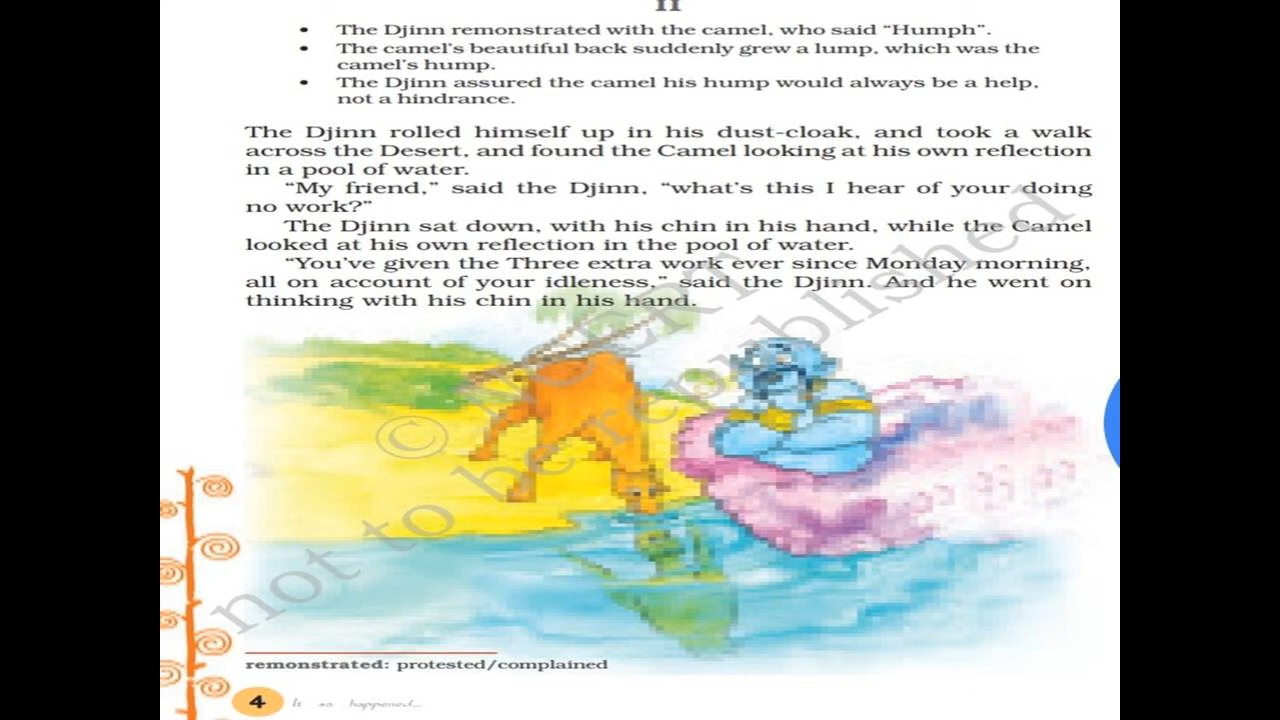 II
• The Djinn remonstrated with the camel, who said “Humph”.
• The camel’s beautiful back suddenly grew a lump, which was the
camel’s hump.
• The Djinn assured the camel his hump would always be a help,
not a hindrance.
The Djinn rolled himself up in his dust-cloak, and took a walk
across the Desert, and found the Camel looking at his own reflection
in a pool of water.
“My friend,” said the Djinn, “what’s this I hear of your doing
no work?”
The Djinn sat down, with his chin in his hand, while the Camel
looked at his own reflection in the pool of water.
“You’ve given the Three extra work ever since Monday morning,
all on account of your idleness,” said the Djinn. And he went on
thinking with his chin in his hand.
© NCERT
not to be republished
remonstrated: protested/complained
4 It so happened...